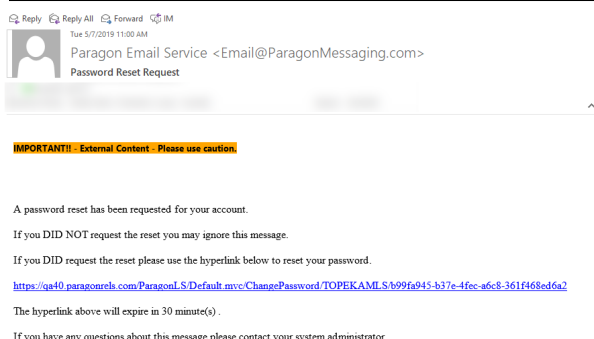 Reply Reply All Forward IM
Tue 5/7/2019 11:00 AM
Paragon Email Service <Email@ParagonMessaging.com>
Password Reset Request
IMPORTANT!! - External Content - Please use caution.
A password reset has been requested for your account.
If you DID NOT request the reset you may ignore this message.
If you DID request the reset please use the hyperlink below to reset your password.
https://qa40.paragonrels.com/ParagonLS/Default.mvc/ChangePassword/TOPEKAMLS/b99fa945-b37e-4fec-a6c8-361f468ed6a2
The hyperlink above will expire in 30 minute(s) .
If you have any questions about this message please contact your system administrator